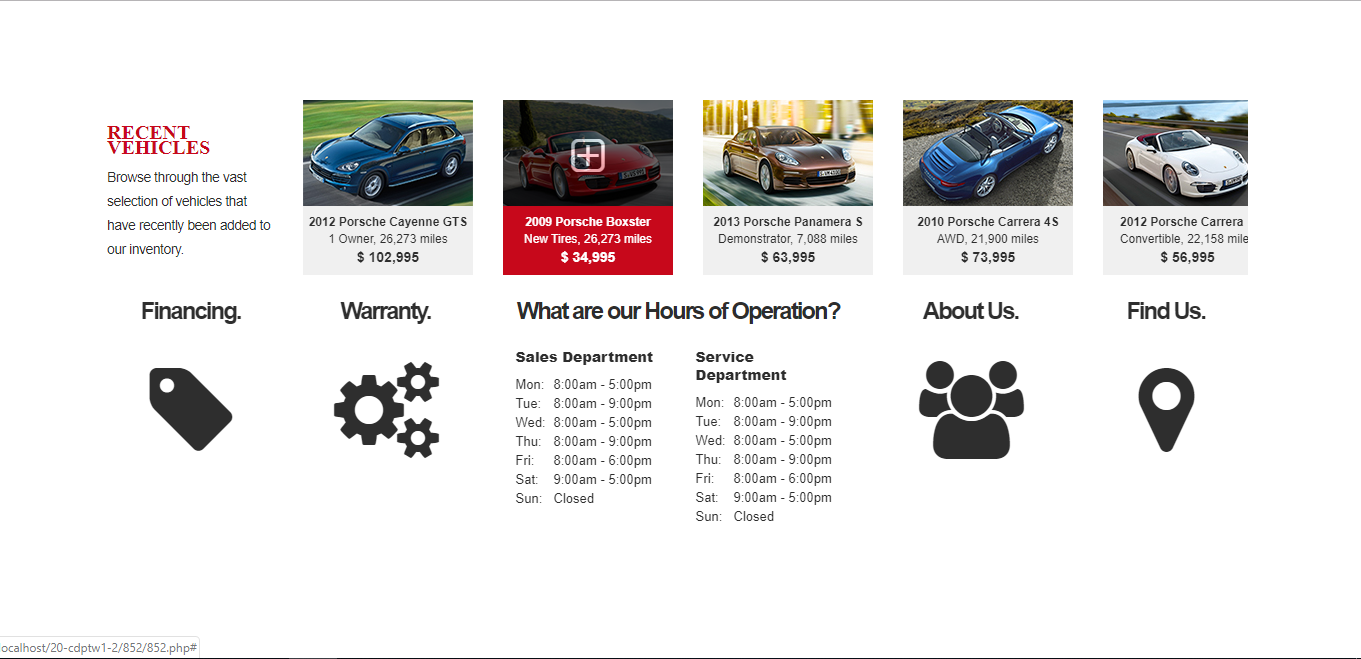 RECENT
VEHICLES
Browse through the vast
selection of vehicles that
have recently been added to
our inventory.
2012 Porsche Cayenne GTS
1 Owner, 26,273 miles
$ 102,995
2009 Porsche Boxster
New Tires, 26,273 miles
$ 34,995
2013 Porsche Panamera S
Demonstrator, 7,088 miles
$ 63,995
2010 Porsche Carrera 4S
AWD, 21,900 miles
$ 73,995
2012 Porsche Carrera
Convertible, 22,158 mile
$ 56,995
Financing.
Warranty.
What are our Hours of Operation?
Sales Department
Mon: 8:00am - 5:00pm
Tue: 8:00am - 9:00pm
Wed: 8:00am - 5:00pm
Thu: 8:00am - 9:00pm
Fri: 8:00am - 6:00pm
Sat: 9:00am - 5:00pm
Sun: Closed
Service
Department
Mon: 8:00am - 5:00pm
Tue: 8:00am - 9:00pm
Wed: 8:00am - 5:00pm
Thu: 8:00am - 9:00pm
Fri: 8:00am - 6:00pm
Sat: 9:00am - 5:00pm
Sun: Closed
About Us.
Find Us.
localhost/20-cdptw1-2/852/852.php#